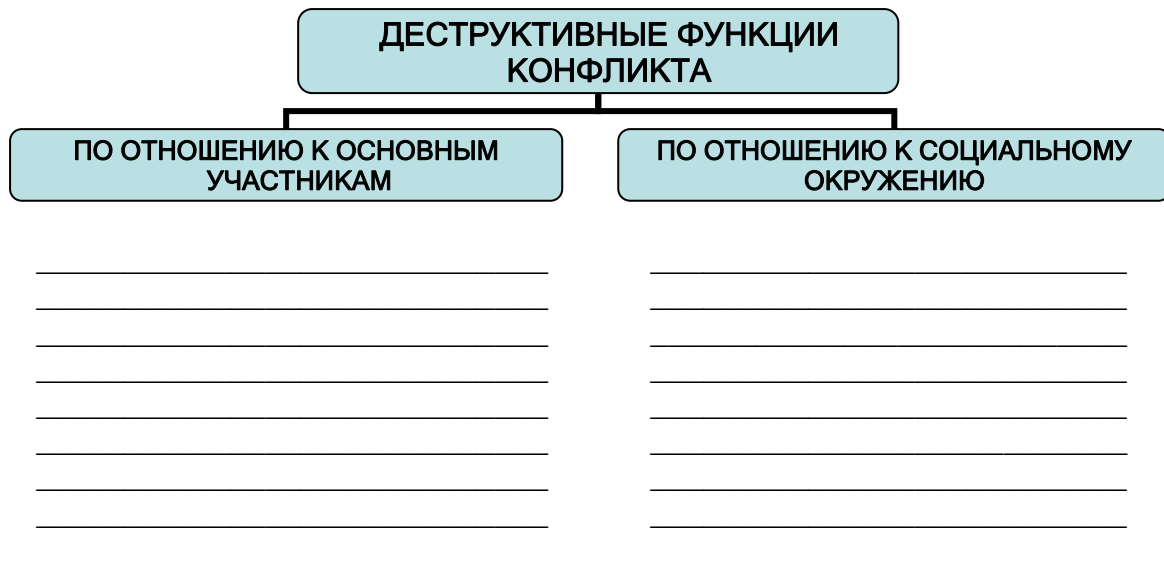 ДЕСТРУКТИВНЫЕ ФУНКЦИИ
КОНФЛИКТА
ПО ОТНОШЕНИЮ К ОСНОВНЫМ
УЧАСТНИКАМ
ПО ОТНОШЕНИЮ К СОЦИАЛЬНОМУ
ОКРУЖЕНИЮ